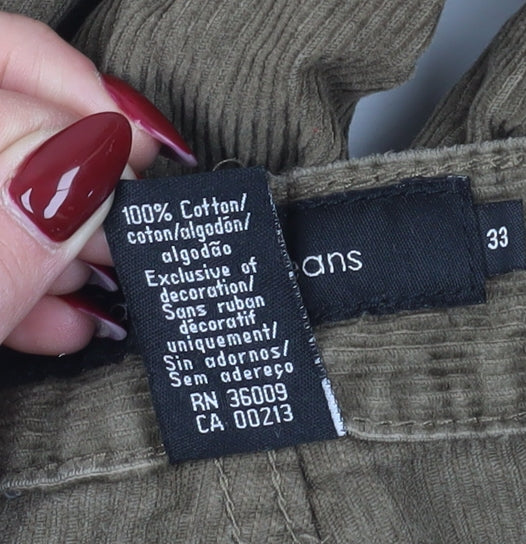 100% Cotton/
coton/algodón/
algodão
Exclusive of
decoration/
Sans ruban
décoratif
uniquement/
Sin adornos/
Sem adereço
RN 36009
CA 00213
33